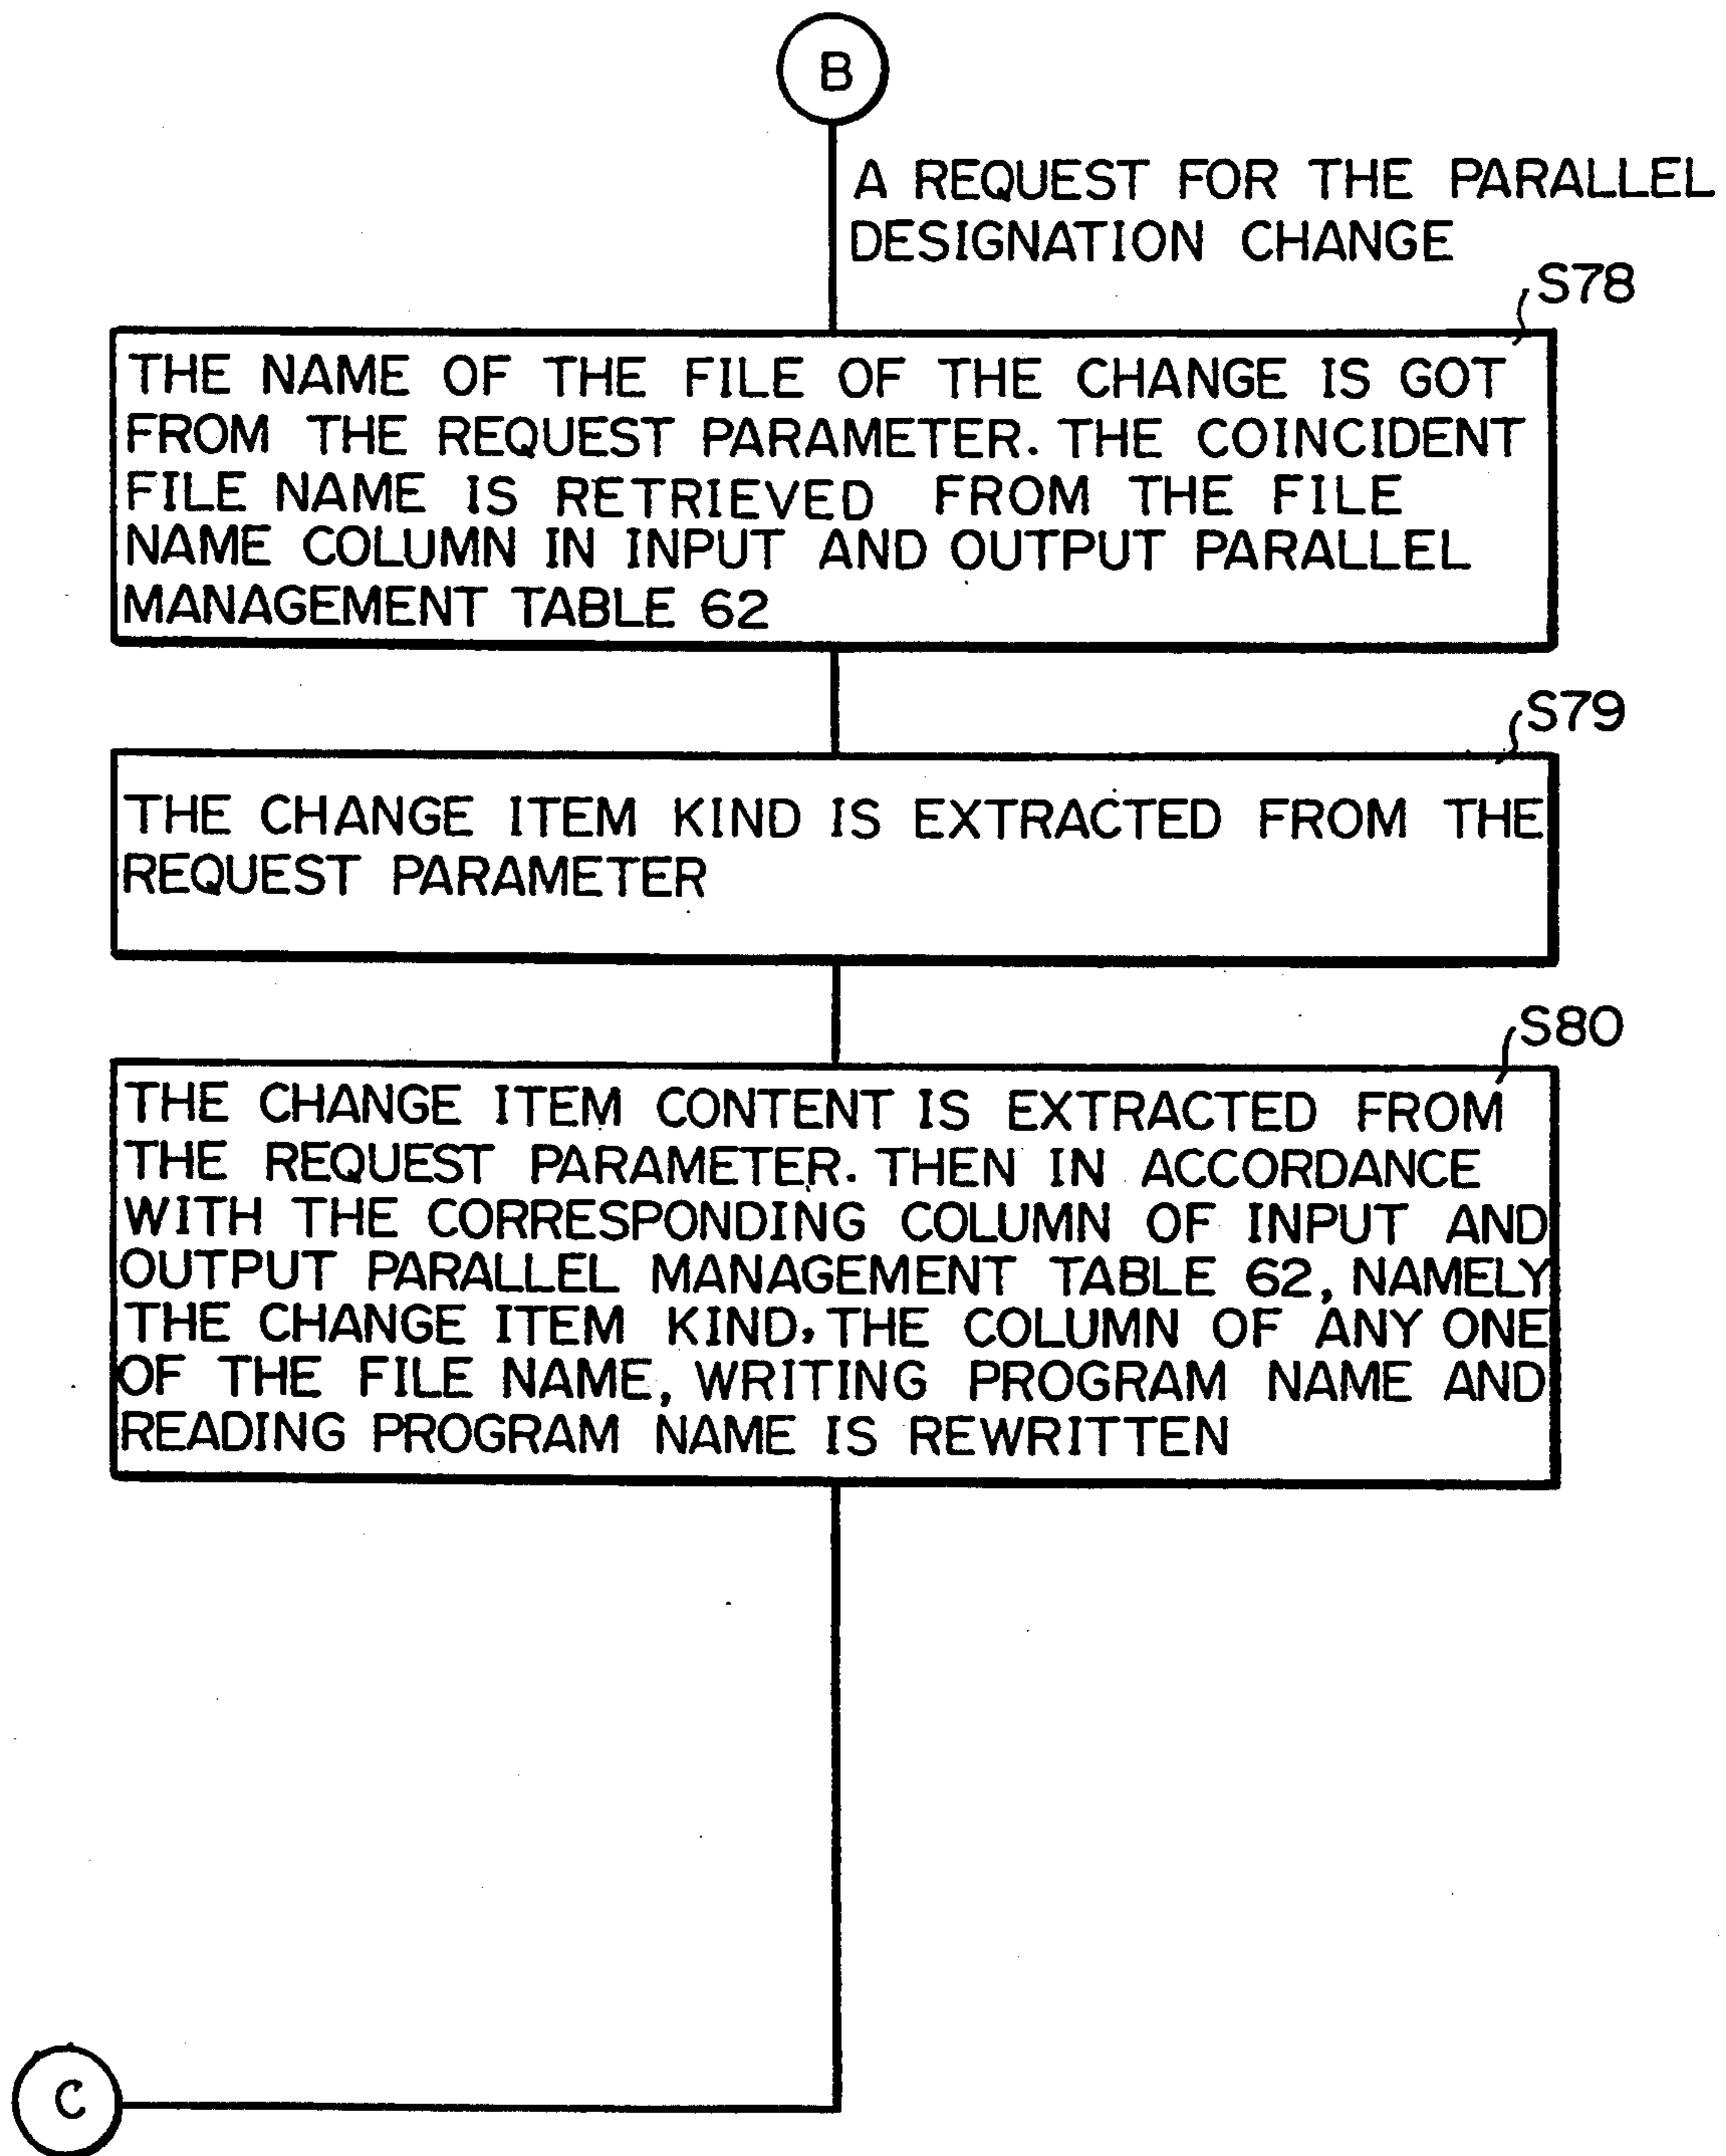 B
A REQUEST FOR THE PARALLEL
DESIGNATION CHANGE
S78
THE NAME OF THE FILE OF THE CHANGE IS GOT
FROM THE REQUEST PARAMETER. THE COINCIDENT
FILE NAME IS RETRIEVED FROM THE FILE
NAME COLUMN IN INPUT AND OUTPUT PARALLEL
MANAGEMENT TABLE 62
S79
THE CHANGE ITEM KIND IS EXTRACTED FROM THE
REQUEST PARAMETER
S80
THE CHANGE ITEM CONTENT IS EXTRACTED FROM
THE REQUEST PARAMETER. THEN IN ACCORDANCE
WITH THE CORRESPONDING COLUMN OF INPUT AND
OUTPUT PARALLEL MANAGEMENT TABLE 62, NAMELY
THE CHANGE ITEM KIND, THE COLUMN OF ANY ONE
OF THE FILE NAME, WRITING PROGRAM NAME AND
READING PROGRAM NAME IS REWRITTEN
C